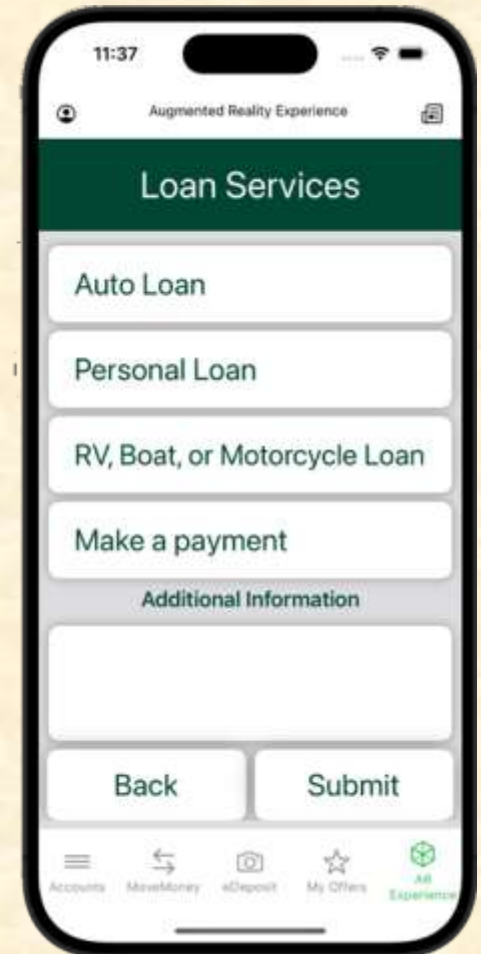 11:37
Augmented Reality Experience
Loan Services
Auto Loan
Personal Loan
RV, Boat, or Motorcycle Loan
Make a payment
Additional Information
Back Submit
Accounts MoveMoney eDeposit My Offers AR
Experience